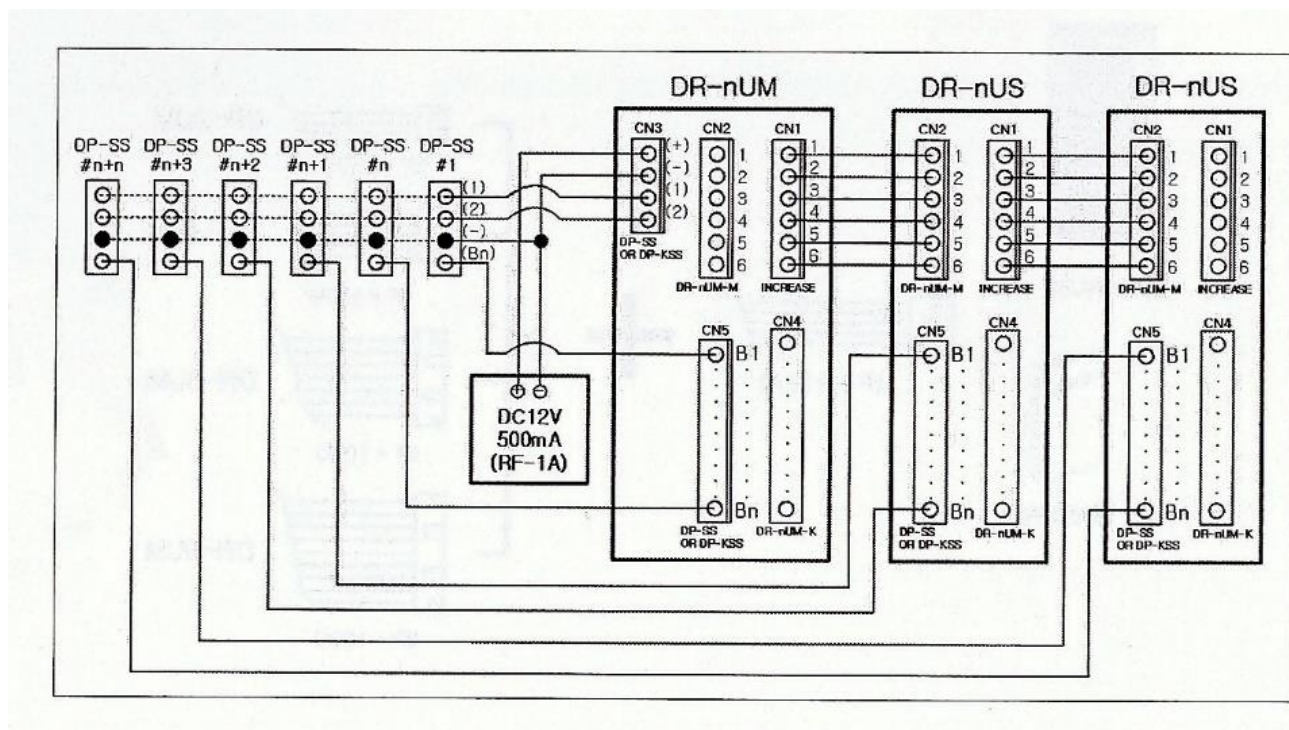 DR-nUM DR-nUS DR-nUS
DP-SS DP-SS DP-SS DP-SS DP-SS DP-SS
#n+n #n+3 #n+2 #n+1 #n #1
CN3 CN2 CN1 CN2 CN1 CN2 CN1
(+) 1 1 1 1 1 1
(-) 2 2 2 2 2 2
(1) 3 3 3 3 3 3
(2) 4 4 4 4 4 4
5 5 5 5 5 5
6 6 6 6 6 6
(1)
(2)
(-)
(Bn)
DP-SS
OR DP-KSS
DR-nUM-M INCREASE DR-nUM-M INCREASE DR-nUM-M INCREASE
CN5 CN4 CN5 CN4 CN5 CN4
B1 B1 B1
+ -
DC12V
500mA
(RF-1A)
Bn Bn Bn
DP-SS DR-nUM-K DP-SS DR-nUM-K DP-SS DR-nUM-K
OR DP-KSS OR DP-KSS OR DP-KSS